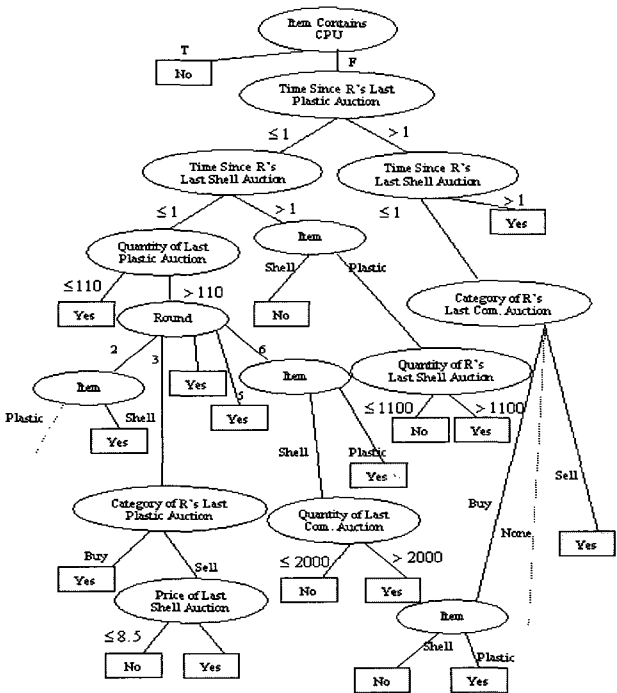 Item Contains
CPU
T
F
No
Time Since R's Last
Plastic Auction
≤1
>1
Time Since R's
Last Shell Auction
Time Since R's
Last Shell Auction
≤1
>1
≤1
>1
Yes
Quantity of Last
Plastic Auction
Item
≤110
>110
Shell
Plastic
Category of R's
Last Com. Auction
Yes
Round
No
2
3
6
Yes
5
Yes
Item
Item
Quantity of R's
Last Shell Auction
Plastic
Shell
Yes
≤1100
>1100
No
Yes
Shell
Plastic
Yes
Buy
None
Sell
Category of R's Last
Plastic Auction
Quantity of Last
Com. Auction
Yes
Buy
Sell
Yes
≤2000
>2000
No
Yes
Price of Last
Shell Auction
Item
≤8.5
No
Yes
Shell
Plastic
No
Yes